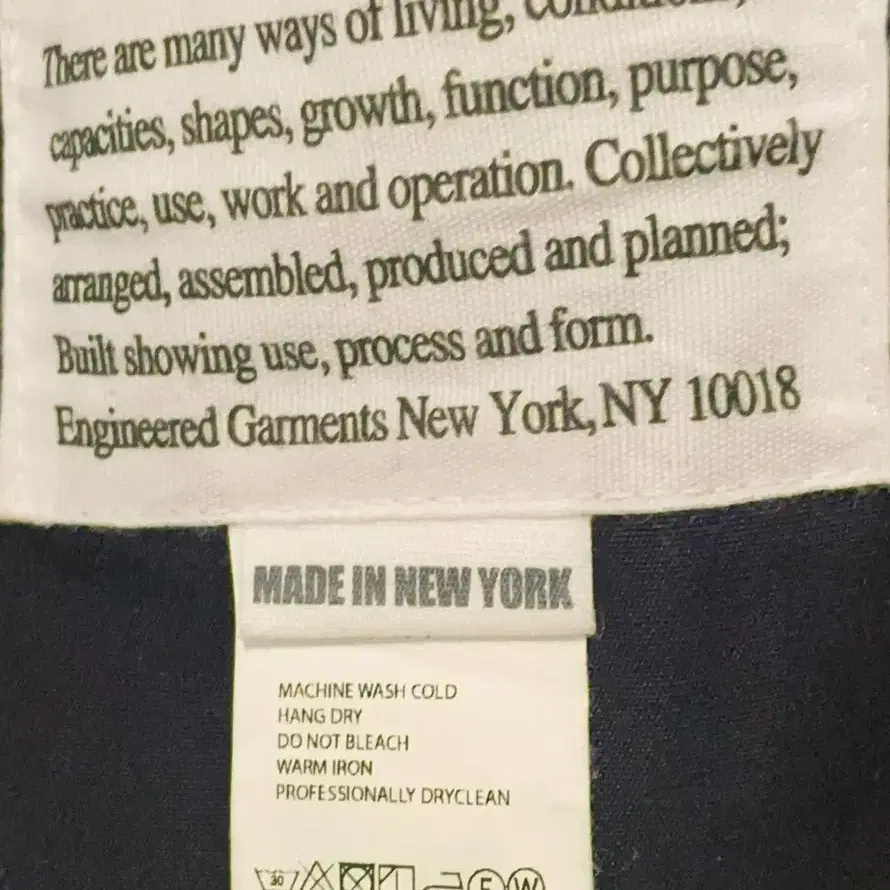 There are many ways of living,
capacities, shapes, growth, function, purpose,
practice, use, work and operation. Collectively
arranged, assembled, produced and planned;
Built showing use, process and form.
Engineered Garments New York, NY 10018
MADE IN NEW YORK
MACHINE WASH COLD
HANG DRY
DO NOT BLEACH
WARM IRON
PROFESSIONALLY DRYCLEAN
30 F W